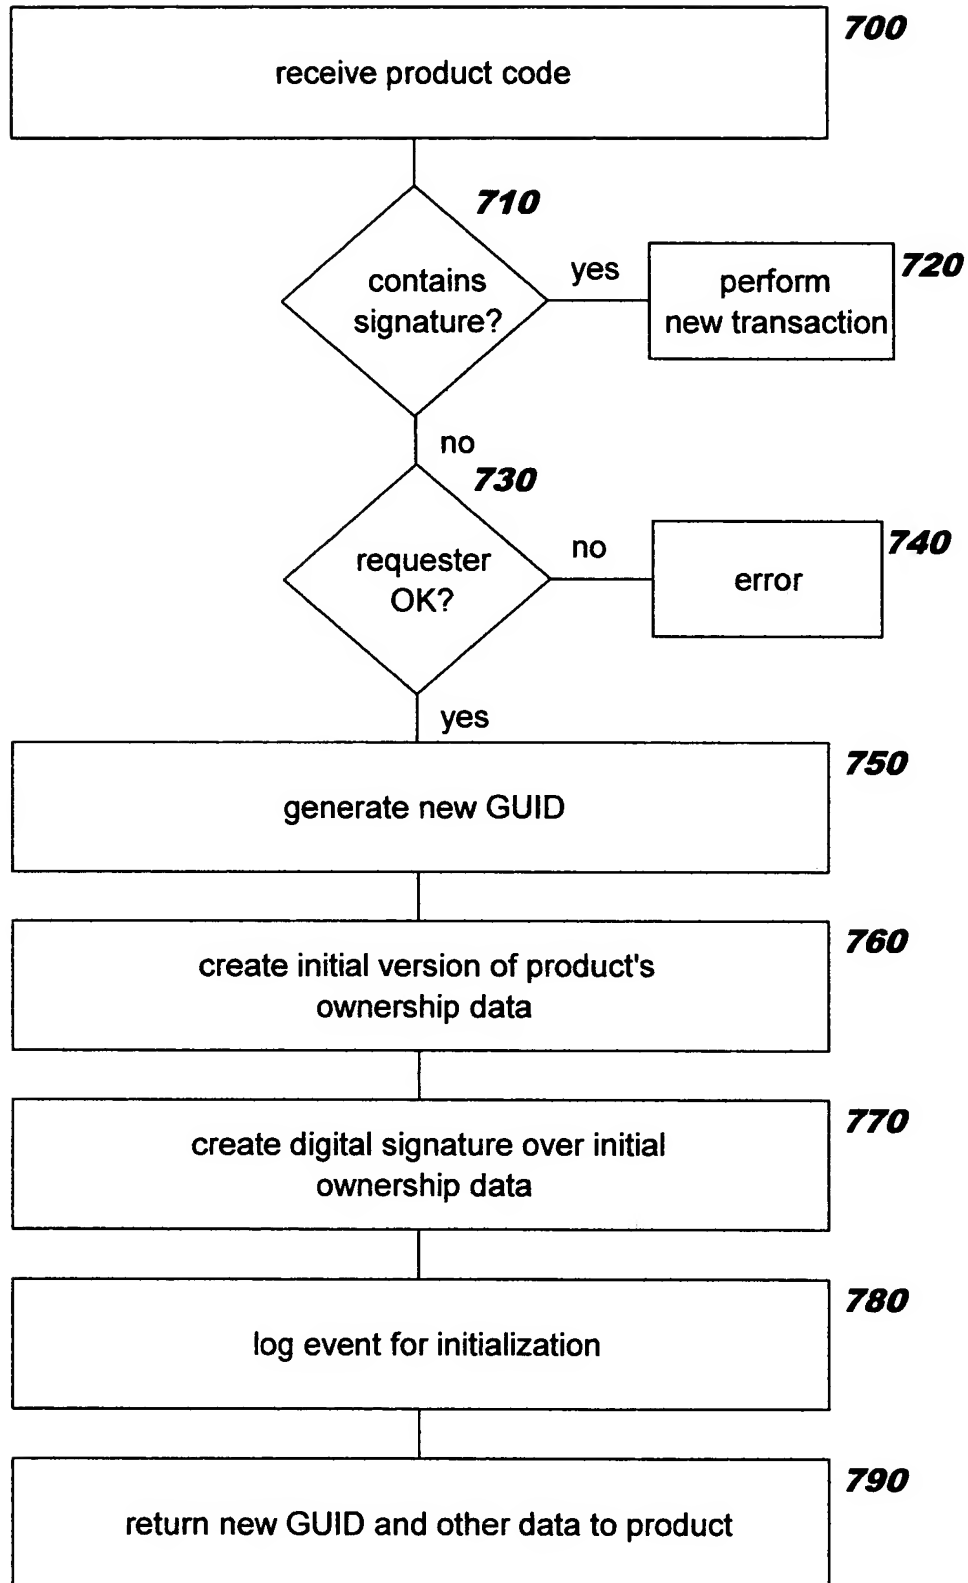 700
receive product code
710
contains
signature?
yes
720
perform
new transaction
no
730
requester
OK?
no
740
error
yes
750
generate new GUID
760
create initial version of product's
ownership data
770
create digital signature over initial
ownership data
780
log event for initialization
790
return new GUID and other data to product